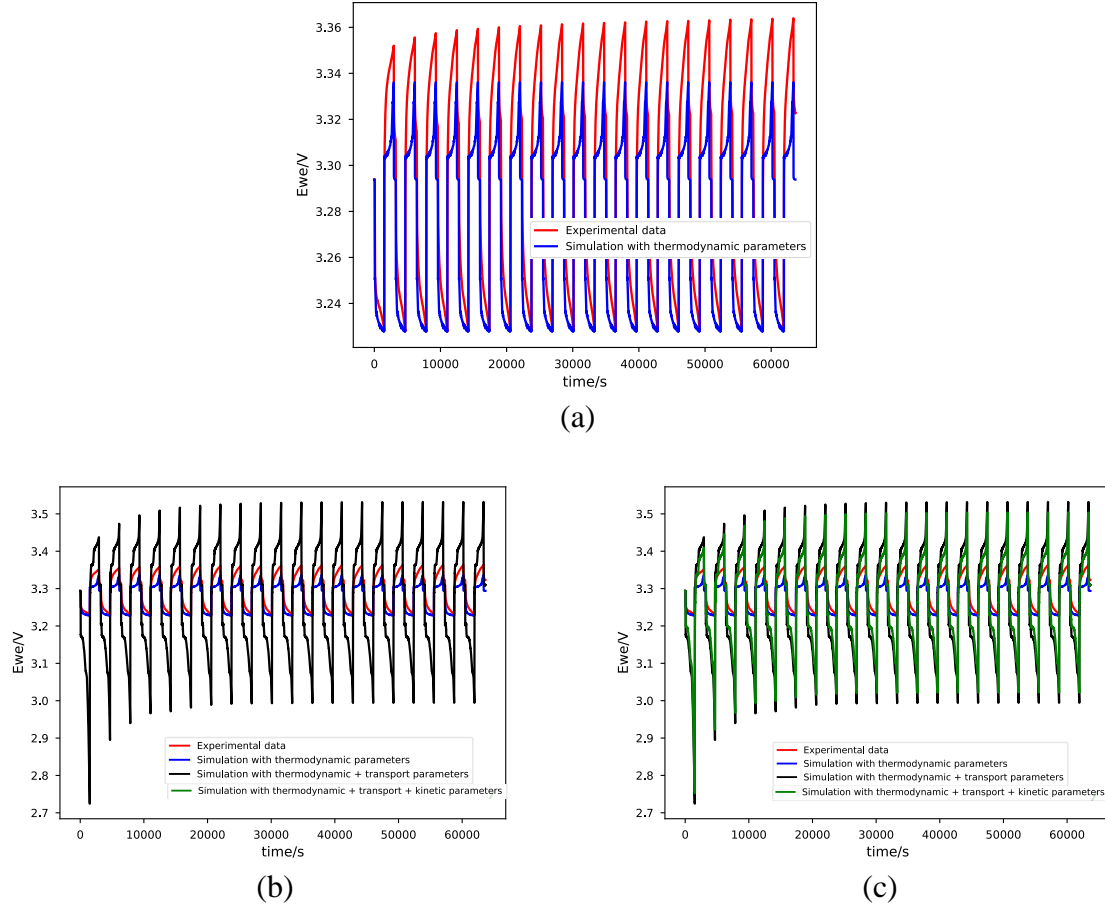 3.36
3.34
3.32
3.30
3.28
3.26
3.24
Ewe/V
Experimental data
Simulation with thermodynamic parameters
0 10000 20000 30000 40000 50000 60000
time/s
(a)
3.5
3.4
3.3
3.2
3.1
3.0
2.9
2.8
2.7
Ewe/V
Experimental data
Simulation with thermodynamic parameters
Simulation with thermodynamic + transport parameters
Simulation with thermodynamic + transport + kinetic parameters
0 10000 20000 30000 40000 50000 60000
time/s
(b)
3.5
3.4
3.3
3.2
3.1
3.0
2.9
2.8
2.7
Ewe/V
Experimental data
Simulation with thermodynamic parameters
Simulation with thermodynamic + transport parameters
Simulation with thermodynamic + transport + kinetic parameters
0 10000 20000 30000 40000 50000 60000
time/s
(c)